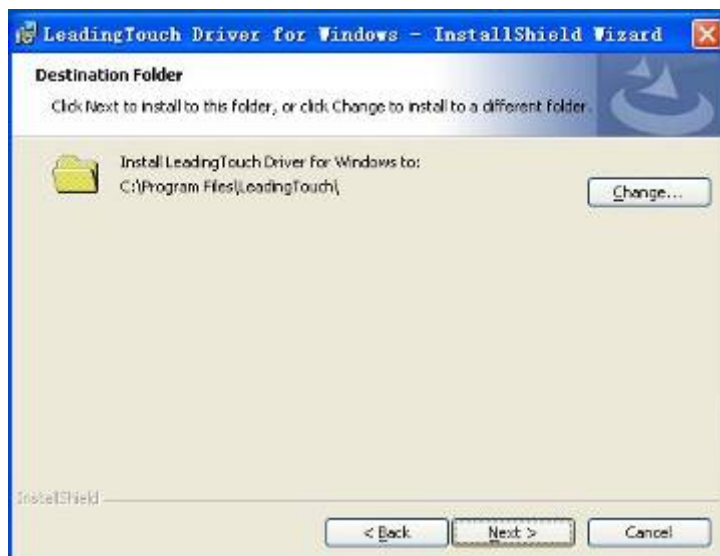 LeadingTouch Driver for Windows - InstallShield Wizard
Destination Folder
Click Next to install to this folder, or click Change to install to a different folder.
Install LeadingTouch Driver for Windows to:
C:\Program Files\LeadingTouch\
Change...
InstallShield
< Back
Next >
Cancel